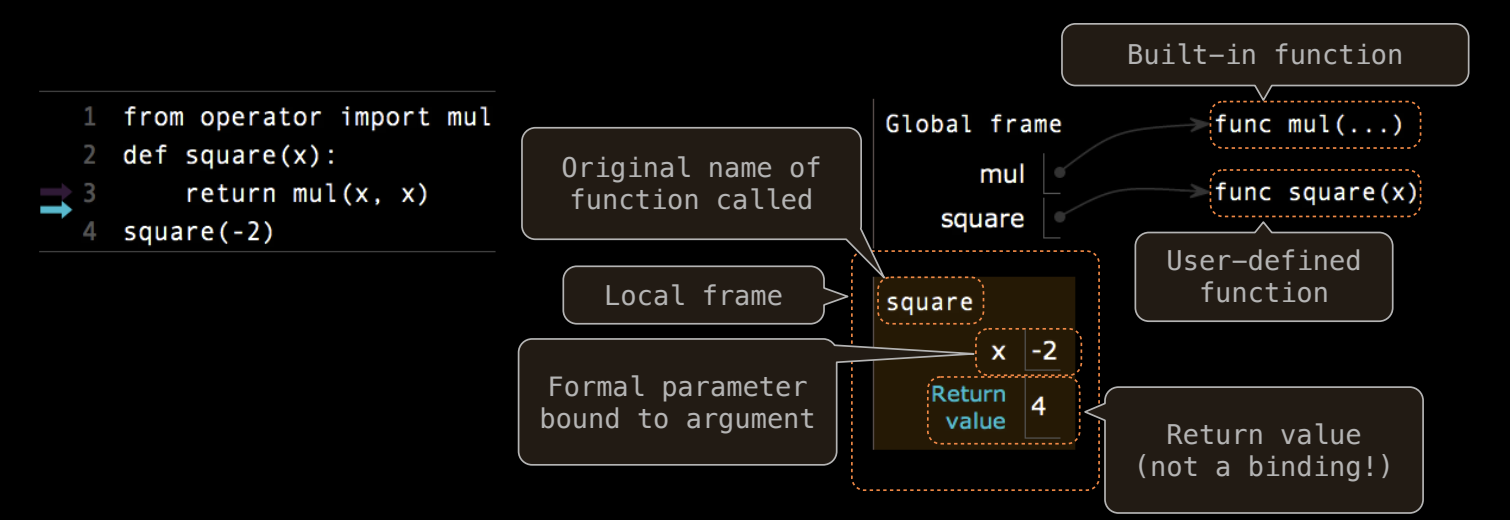 1 from operator import mul
2 def square(x):
3     return mul(x, x)
4 square(-2)
Original name of
function called
Local frame
Formal parameter
bound to argument
Built-in function
Global frame
func mul(...)
mul
func square(x)
square
User-defined
function
square
x -2
Return
value 4
Return value
(not a binding!)